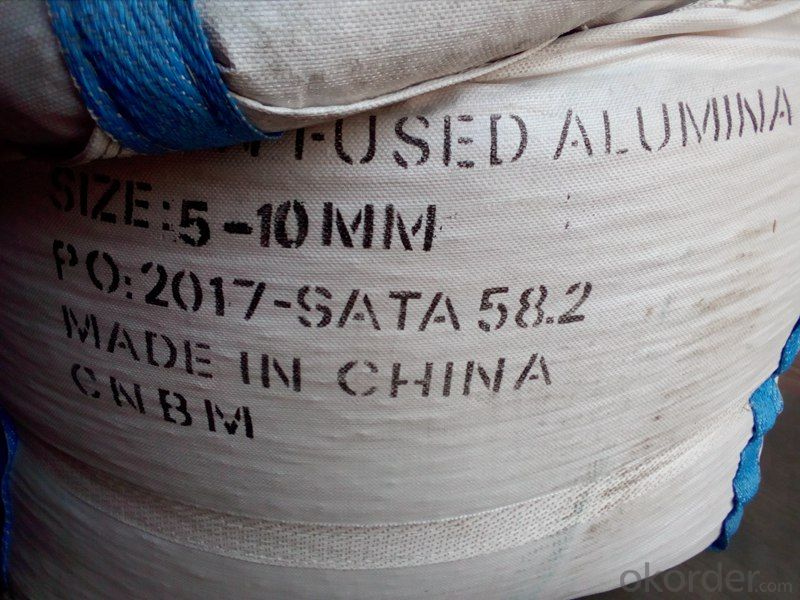 FUSED ALUMINA
SIZE:5-10MM
PO:2017-SATA 58.2
MADE IN CHINA
CNBM
okorder.com